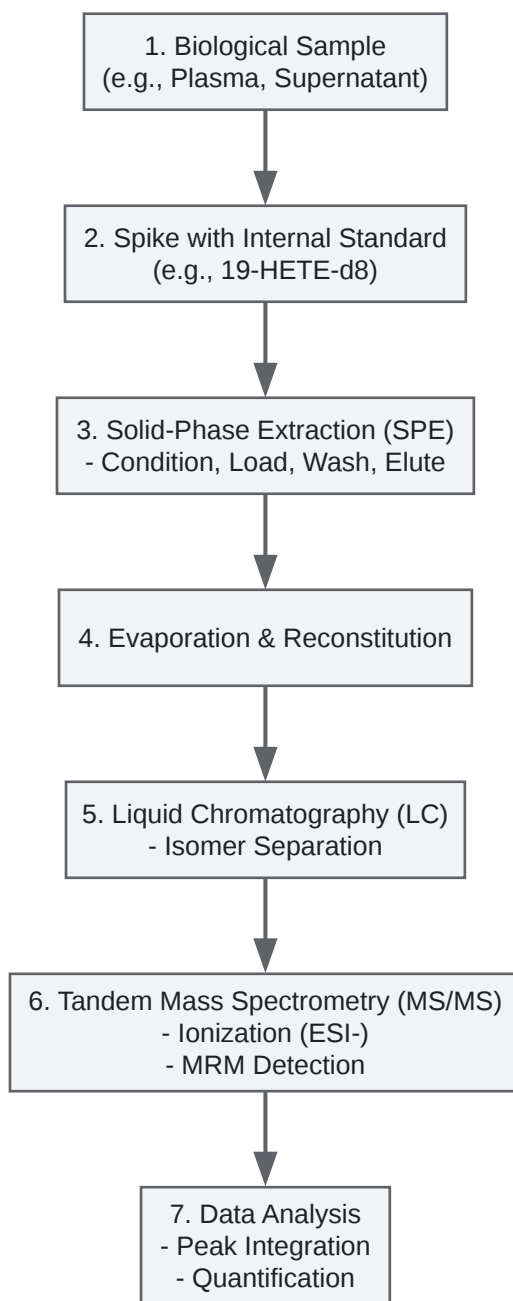 1. Biological Sample
(e.g., Plasma, Supernatant)
2. Spike with Internal Standard
(e.g., 19-HETE-d8)
3. Solid-Phase Extraction (SPE)
- Condition, Load, Wash, Elute
4. Evaporation & Reconstitution
5. Liquid Chromatography (LC)
- Isomer Separation
6. Tandem Mass Spectrometry (MS/MS)
- Ionization (ESI-)
- MRM Detection
7. Data Analysis
- Peak Integration
- Quantification